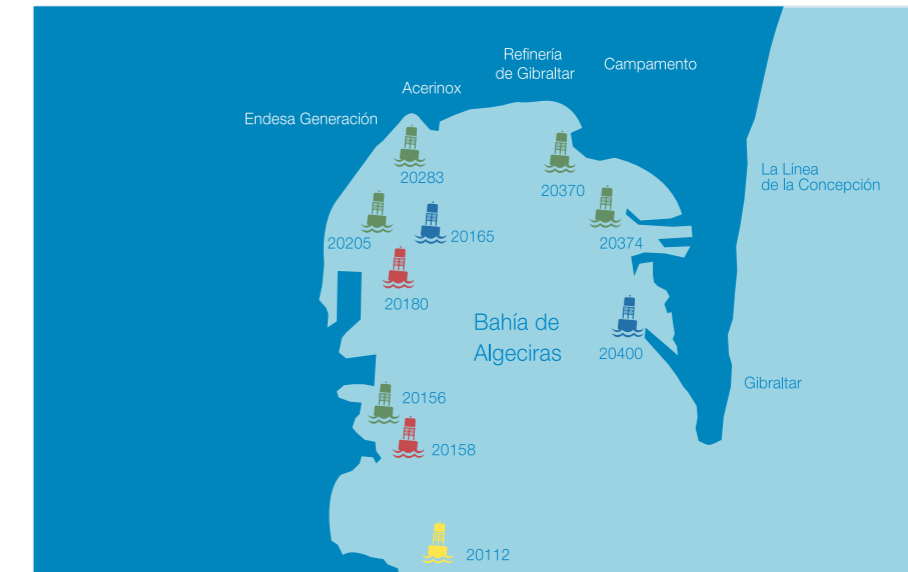 Refinería
de Gibraltar
Campamento
Acerinox
Endesa Generación
La Línea
de la Concepción
20283
20370
20205
20165
20374
20180
Bahía de
Algeciras
20400
Gibraltar
20156
20158
20112